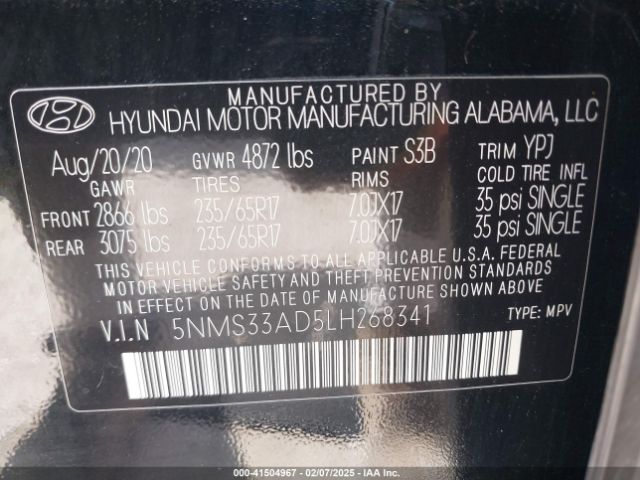 MANUFACTURED BY
HYUNDAI MOTOR MANUFACTURING ALABAMA, LLC
Aug/20/20 GVWR 4872 lbs PAINT S3B TRIM YPJ
GAWR TIRES RIMS COLD TIRE INFL
FRONT 2866 lbs 235/65R17 7.0JX17 35 psi SINGLE
REAR 3075 lbs 235/65R17 7.0JX17 35 psi SINGLE
THIS VEHICLE CONFORMS TO ALL APPLICABLE U.S.A. FEDERAL
MOTOR VEHICLE SAFETY AND THEFT PREVENTION STANDARDS
IN EFFECT ON THE DATE OF MANUFACTURE SHOWN ABOVE.
V.I.N 5NMS33AD5LH268341 TYPE: MPV
000-41504967 - 02/07/2025 - IAA Inc.